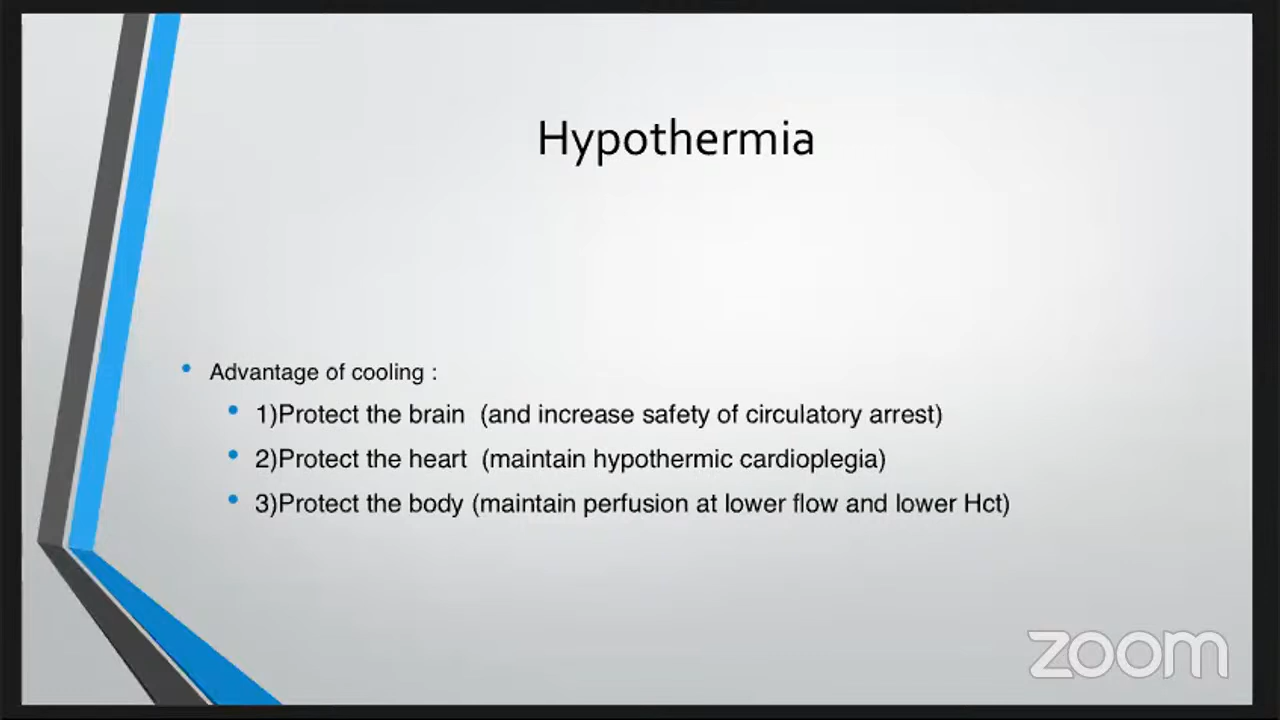 Hypothermia
• Advantage of cooling :
• 1)Protect the brain  (and increase safety of circulatory arrest)
• 2)Protect the heart  (maintain hypothermic cardioplegia)
• 3)Protect the body (maintain perfusion at lower flow and lower Hct)
zoom